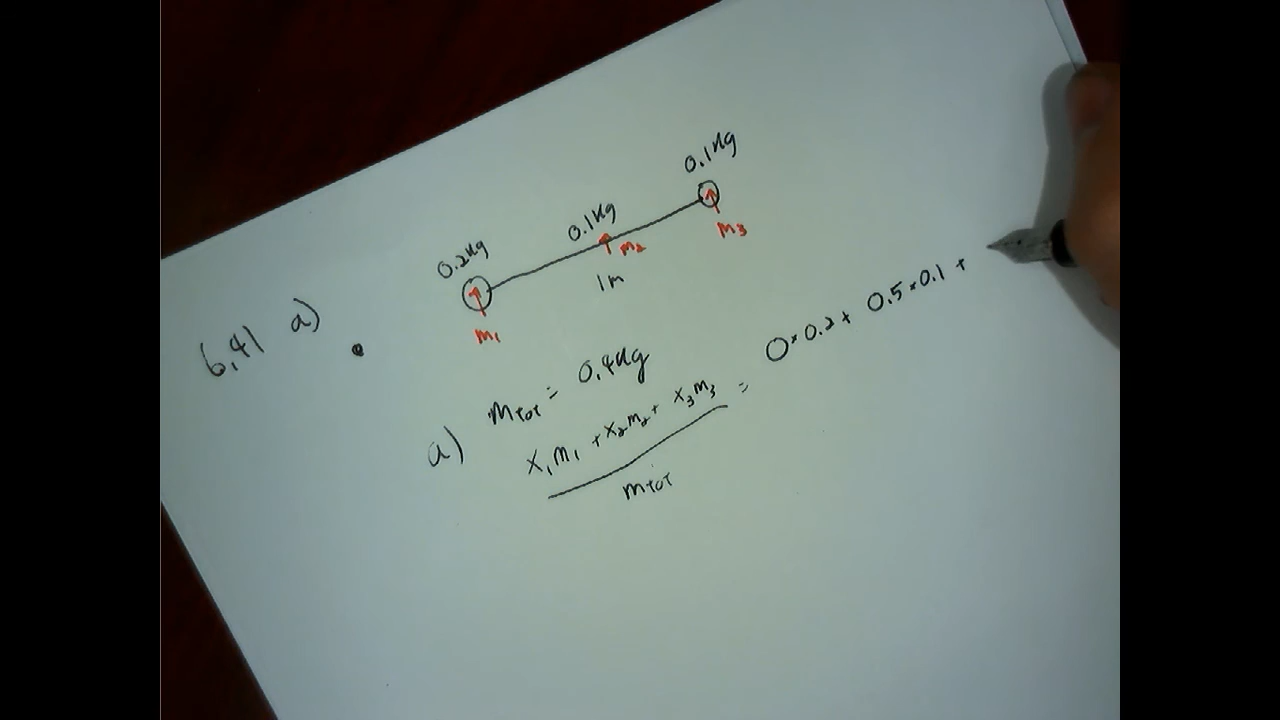 6,41 a)
0.2kg 0.1kg 0.1kg
m₁ m₂ m₃
1m
mtot = 0,4kg
a) x₁m₁ + x₂m₂ + x₃m₃ = 0*0.2 + 0.5*0.1 +
mtot